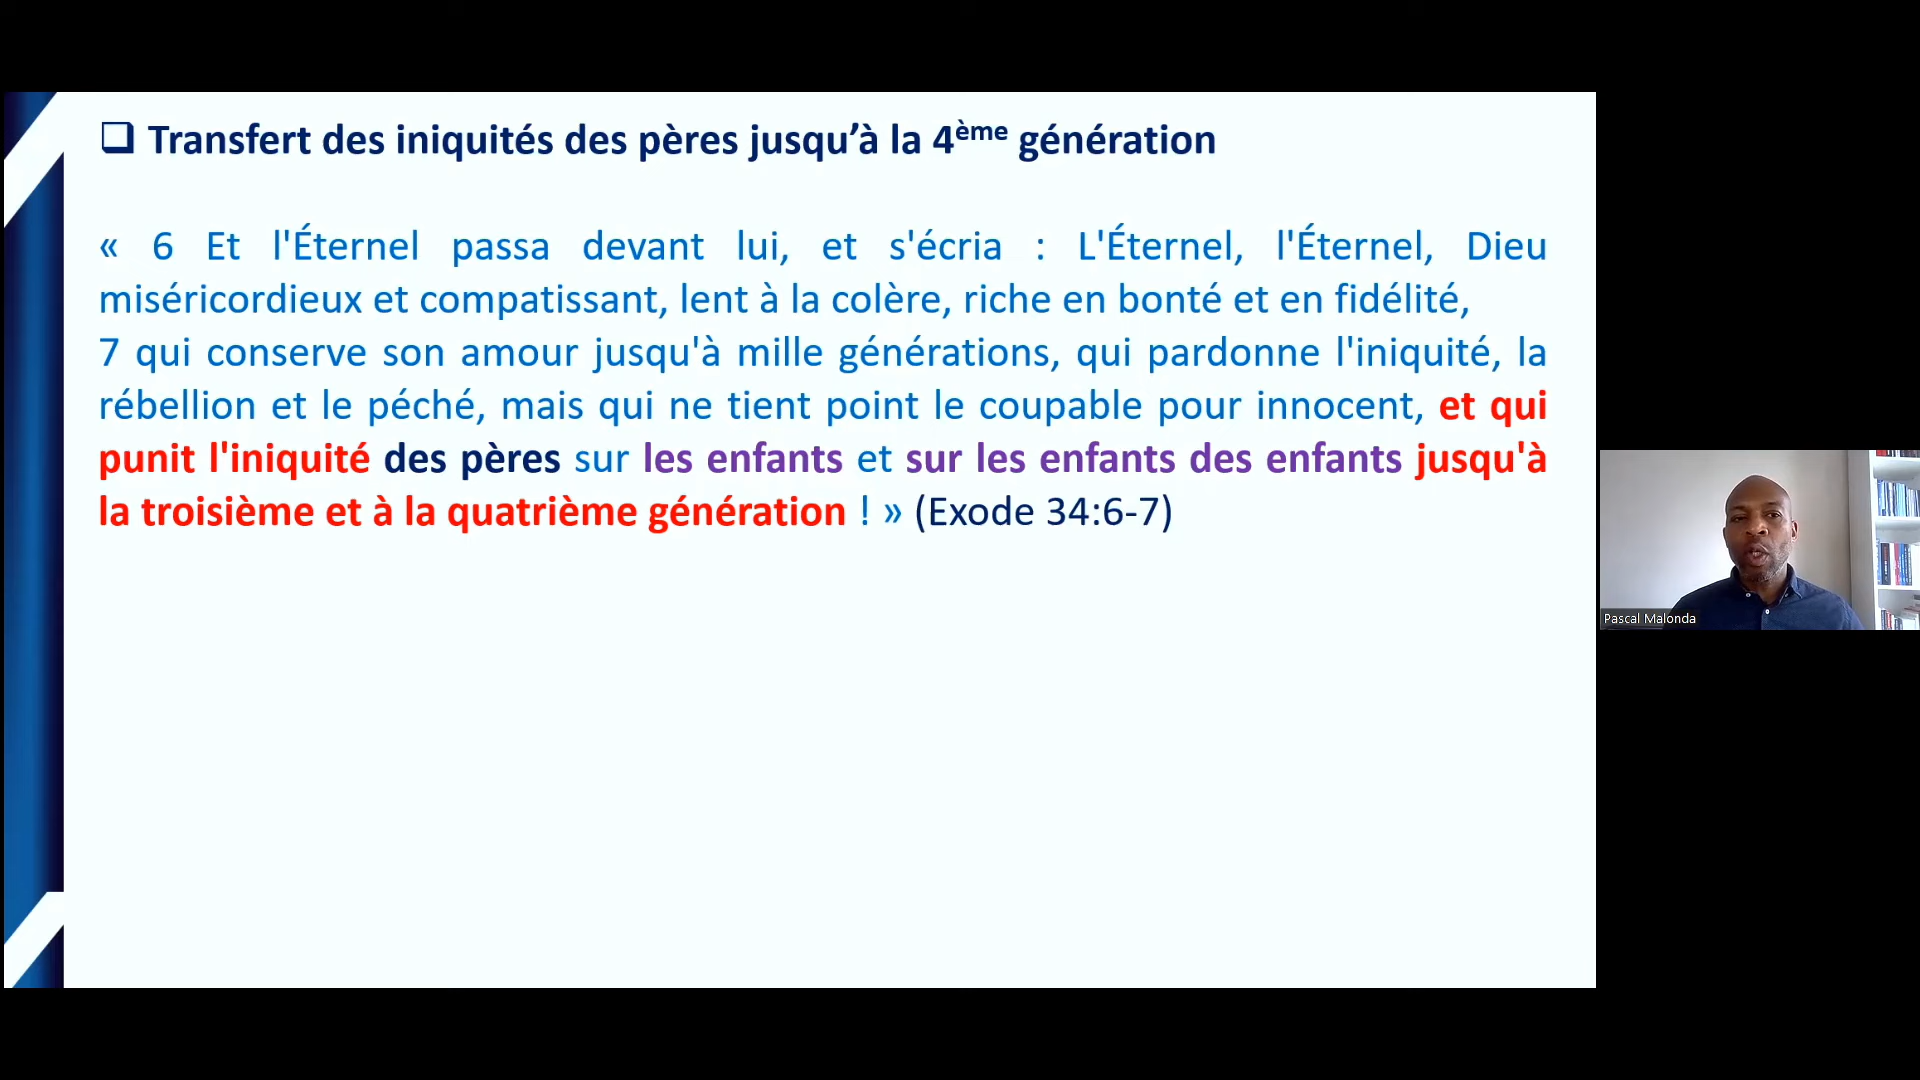 ❑ Transfert des iniquités des pères jusqu’à la 4ème génération
« 6 Et l'Éternel passa devant lui, et s'écria : L'Éternel, l'Éternel, Dieu
miséricordieux et compatissant, lent à la colère, riche en bonté et en fidélité,
7 qui conserve son amour jusqu'à mille générations, qui pardonne l'iniquité, la
rébellion et le péché, mais qui ne tient point le coupable pour innocent, et qui
punit l'iniquité des pères sur les enfants et sur les enfants des enfants jusqu'à
la troisième et à la quatrième génération ! » (Exode 34:6-7)
Pascal Malonda